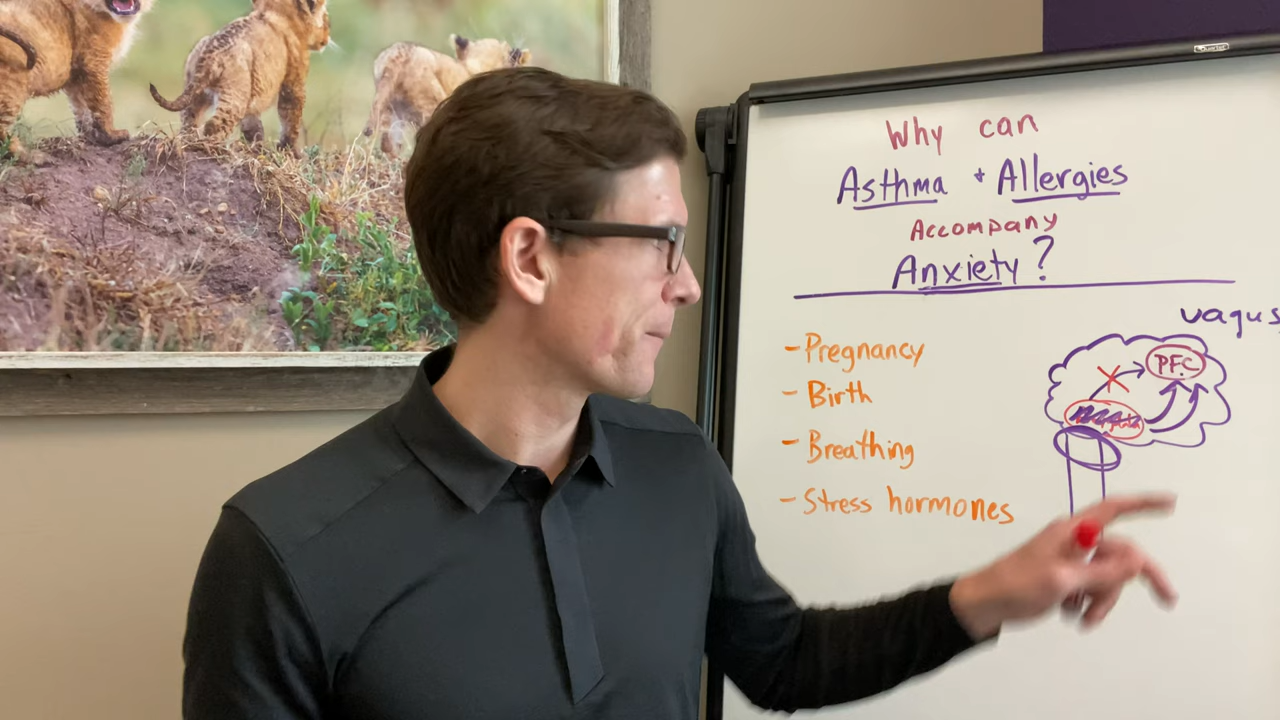 Why can
Asthma + Allergies
Accompany
Anxiety?
- Pregnancy
- Birth
- Breathing
- Stress hormones
vagus
PFC